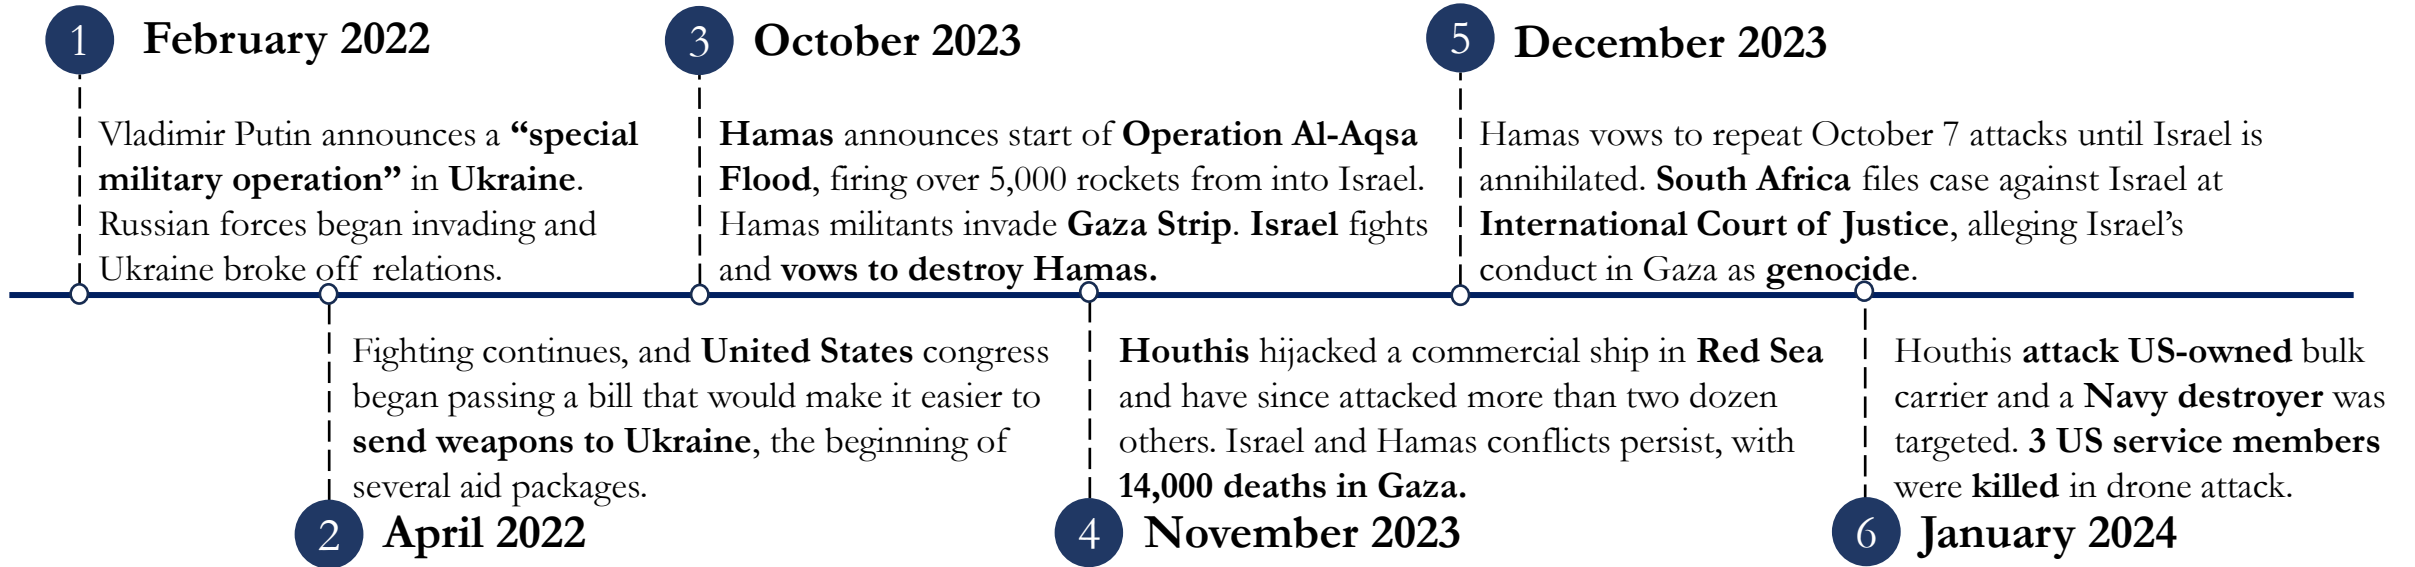 1
February 2022
Vladimir Putin announces a “special
military operation” in Ukraine.
Russian forces began invading and
Ukraine broke off relations.
Fighting continues, and United States congress
began passing a bill that would make it easier to
send weapons to Ukraine, the beginning of
several aid packages.
2
April 2022
3
October 2023
Hamas announces start of Operation Al-Aqsa
Flood, firing over 5,000 rockets from into Israel.
Hamas militants invade Gaza Strip. Israel fights
and vows to destroy Hamas.
Houthis hijacked a commercial ship in Red Sea
and have since attacked more than two dozen
others. Israel and Hamas conflicts persist, with
14,000 deaths in Gaza.
4
November 2023
5
December 2023
Hamas vows to repeat October 7 attacks until Israel is
annihilated. South Africa files case against Israel at
International Court of Justice, alleging Israel’s
conduct in Gaza as genocide.
Houthis attack US-owned bulk
carrier and a Navy destroyer was
targeted. 3 US service members
were killed in drone attack.
6
January 2024